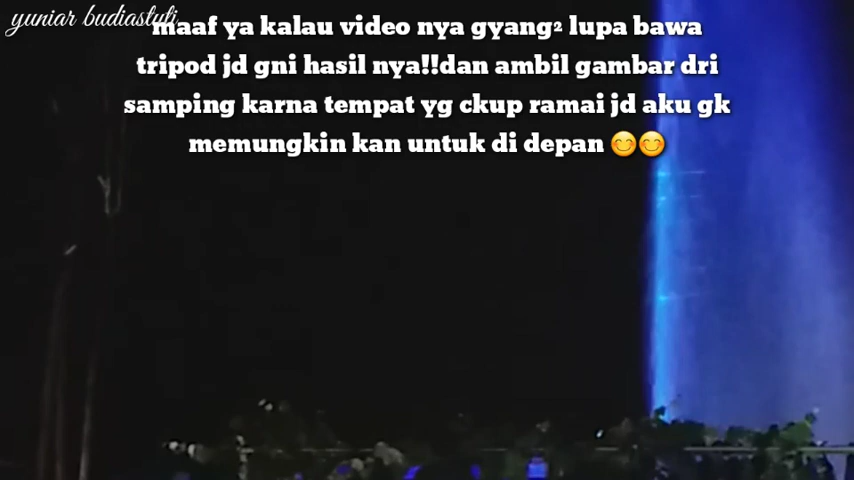 yuniar budiastuti
maaf ya kalau video nya gyang² lupa bawa
tripod jd gni hasil nya!!dan ambil gambar dri
samping karna tempat yg ckup ramai jd aku gk
memungkin kan untuk di depan 😊😊